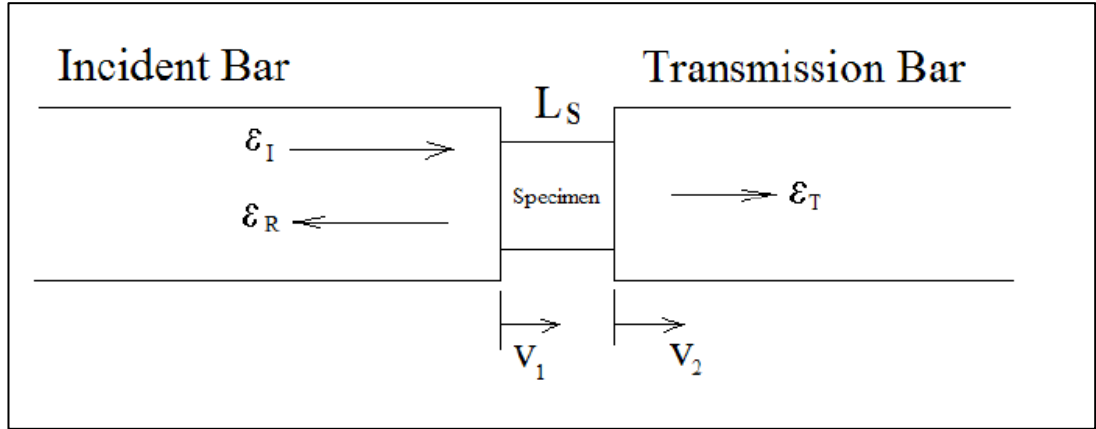 Incident Bar
Transmission Bar
L_S
ε_I
ε_R
Specimen
ε_T
V_1
V_2